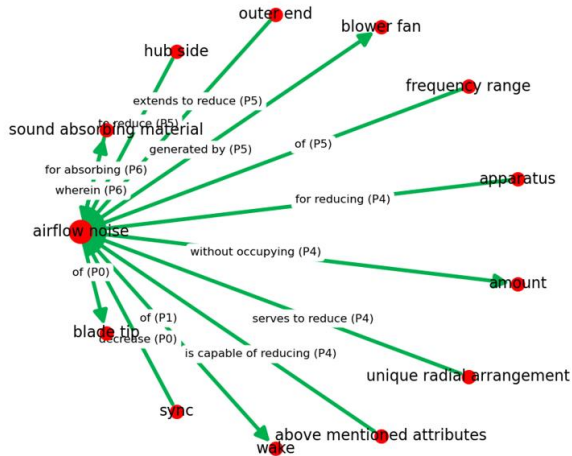 outer end
blower fan
hub side
frequency range
extends to reduce (P5)
to reduce (P5)
sound absorbing material
of (P5)
generated by (P5)
for absorbing (P6)
apparatus
wherein (P6)
for reducing (P4)
airflow noise
without occupying (P4)
of (P0)
amount
of (P1)
serves to reduce (P4)
blade tip
decrease (P0)
is capable of reducing (P4)
unique radial arrangement
sync
above mentioned attributes
wake